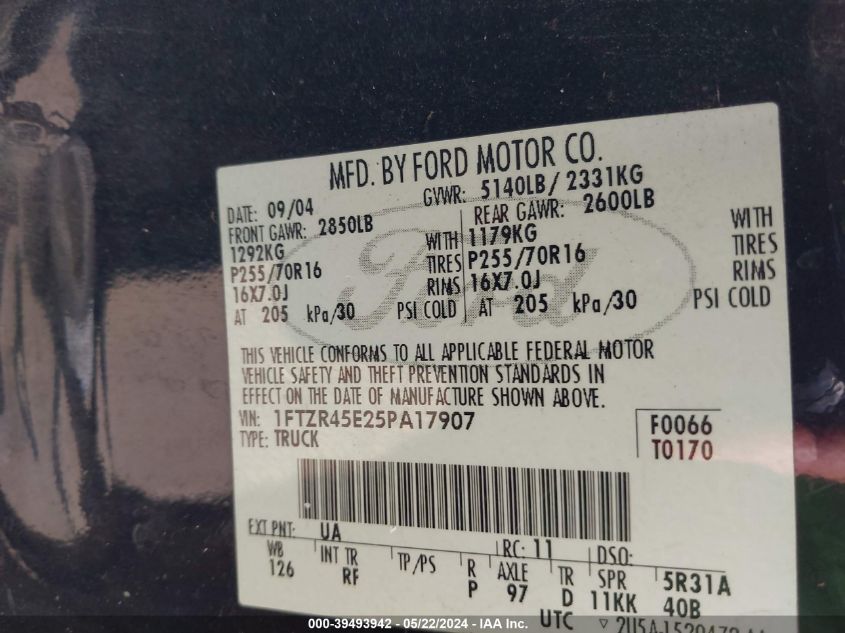 MFD. BY FORD MOTOR CO.
DATE: 09/04 GVWR: 5140LB/ 2331KG
FRONT GAWR: 2850LB REAR GAWR: 2600LB
1292KG WITH 1179KG WITH
P255/70R16 TIRES P255/70R16 TIRES
16X7.0J RIMS 16X7.0J RIMS
AT 205 kPa/30 PSI COLD AT 205 kPa/30 PSI COLD
Ford
THIS VEHICLE CONFORMS TO ALL APPLICABLE FEDERAL MOTOR
VEHICLE SAFETY AND THEFT PREVENTION STANDARDS IN
EFFECT ON THE DATE OF MANUFACTURE SHOWN ABOVE.
VIN: 1FTZR45E25PA17907 F0066
TYPE: TRUCK T0170
EXT PNT: UA RC: 11 DSO:
WB INT TR TP/PS R AXLE TR SPR 5R31A
126 RF P 97 D 11KK 40B
UTC
000-39493942 - 05/22/2024 - IAA Inc.